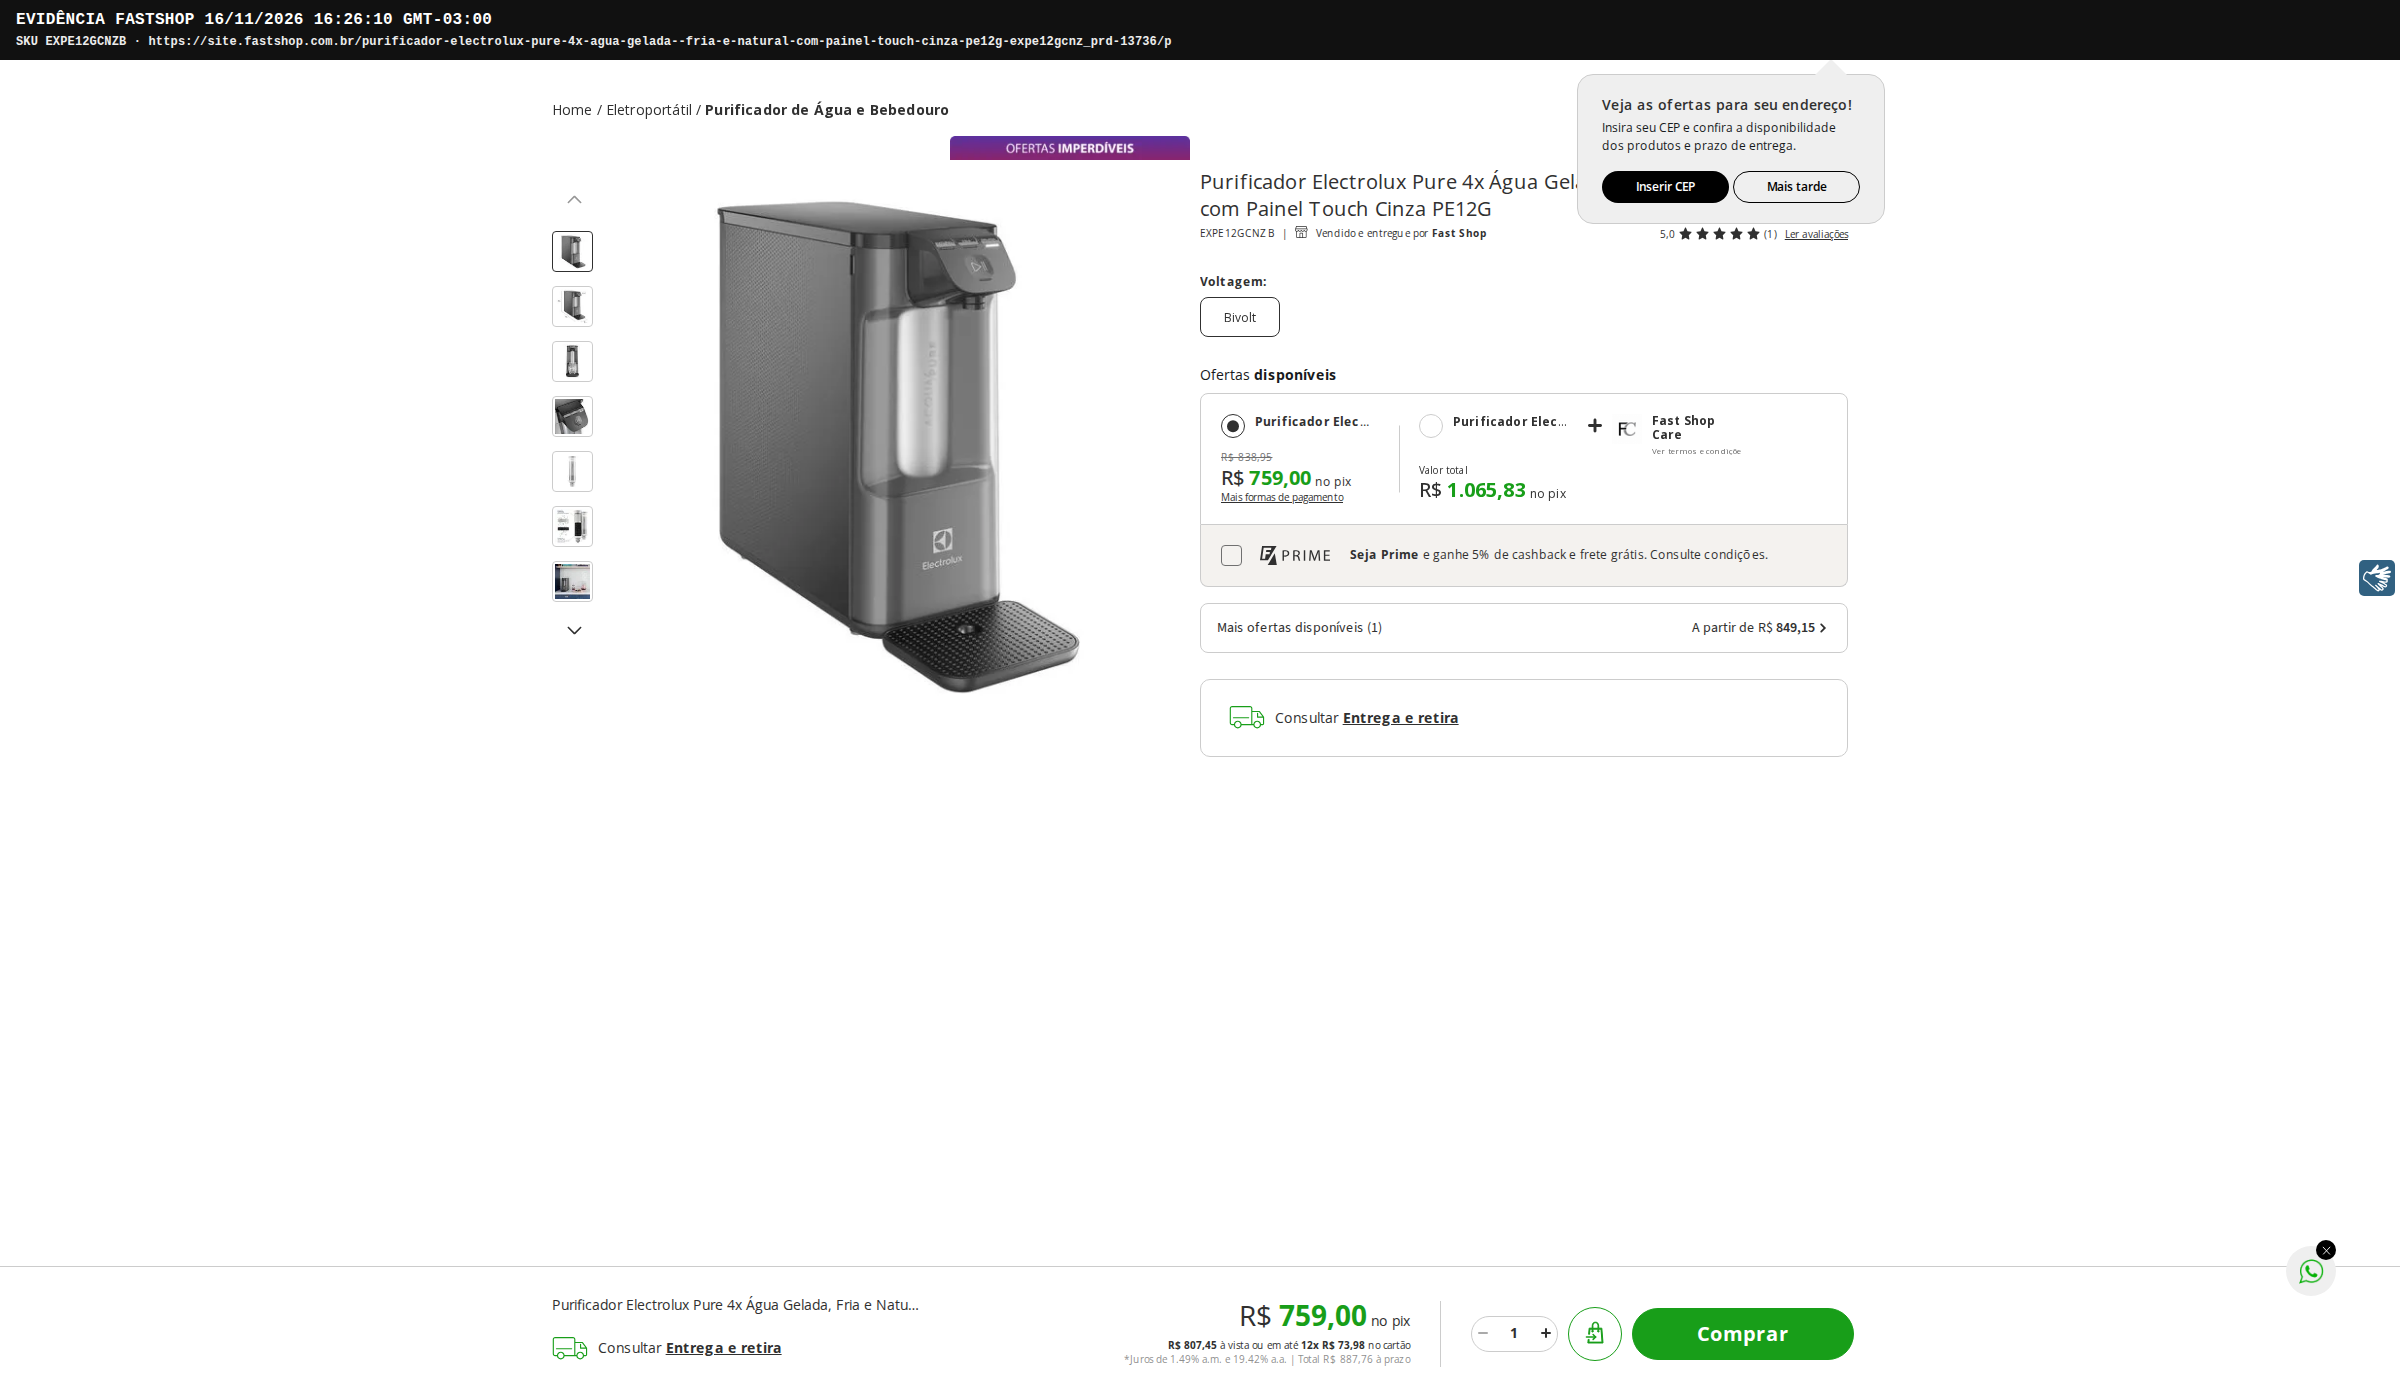 EVIDÊNCIA FASTSHOP 16/11/2026 16:26:10 GMT-03:00
SKU EXPE12GCNZB · https://site.fastshop.com.br/purificador-electrolux-pure-4x-agua-gelada--fria-e-natural-com-painel-touch-cinza-pe12g-expe12gcnz_prd-13736/p
Veja as ofertas para seu endereço!
Insira seu CEP e confira a disponibilidade
dos produtos e prazo de entrega.
Inserir CEP
Mais tarde
Home / Eletroportátil / Purificador de Água e Bebedouro
OFERTAS IMPERDÍVEIS
ACQUAPURE
Electrolux
Purificador Electrolux Pure 4x Água Gela
com Painel Touch Cinza PE12G
EXPE12GCNZB | Vendido e entregue por Fast Shop
5,0 (1) Ler avaliações
Voltagem:
Bivolt
Ofertas disponíveis
Purificador Elec...
R$ 838,95
R$ 759,00 no pix
Mais formas de pagamento
Purificador Elec...
+
FC
Fast Shop
Care
Ver termos e condiçõe
Valor total
R$ 1.065,83 no pix
PRIME
Seja Prime e ganhe 5% de cashback e frete grátis. Consulte condições.
Mais ofertas disponíveis (1)
A partir de R$ 849,15
Consultar Entrega e retira
Purificador Electrolux Pure 4x Água Gelada, Fria e Natu...
Consultar Entrega e retira
R$ 759,00 no pix
R$ 807,45 à vista ou em até 12x R$ 73,98 no cartão
*Juros de 1.49% a.m. e 19.42% a.a. | Total R$ 887,76 à prazo
− 1 +
Comprar